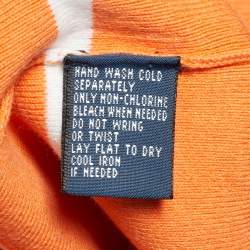 HAND WASH COLD
SEPARATELY
ONLY NON-CHLORINE
BLEACH WHEN NEEDED
DO NOT WRING
OR TWIST
LAY FLAT TO DRY
COOL IRON
IF NEEDED